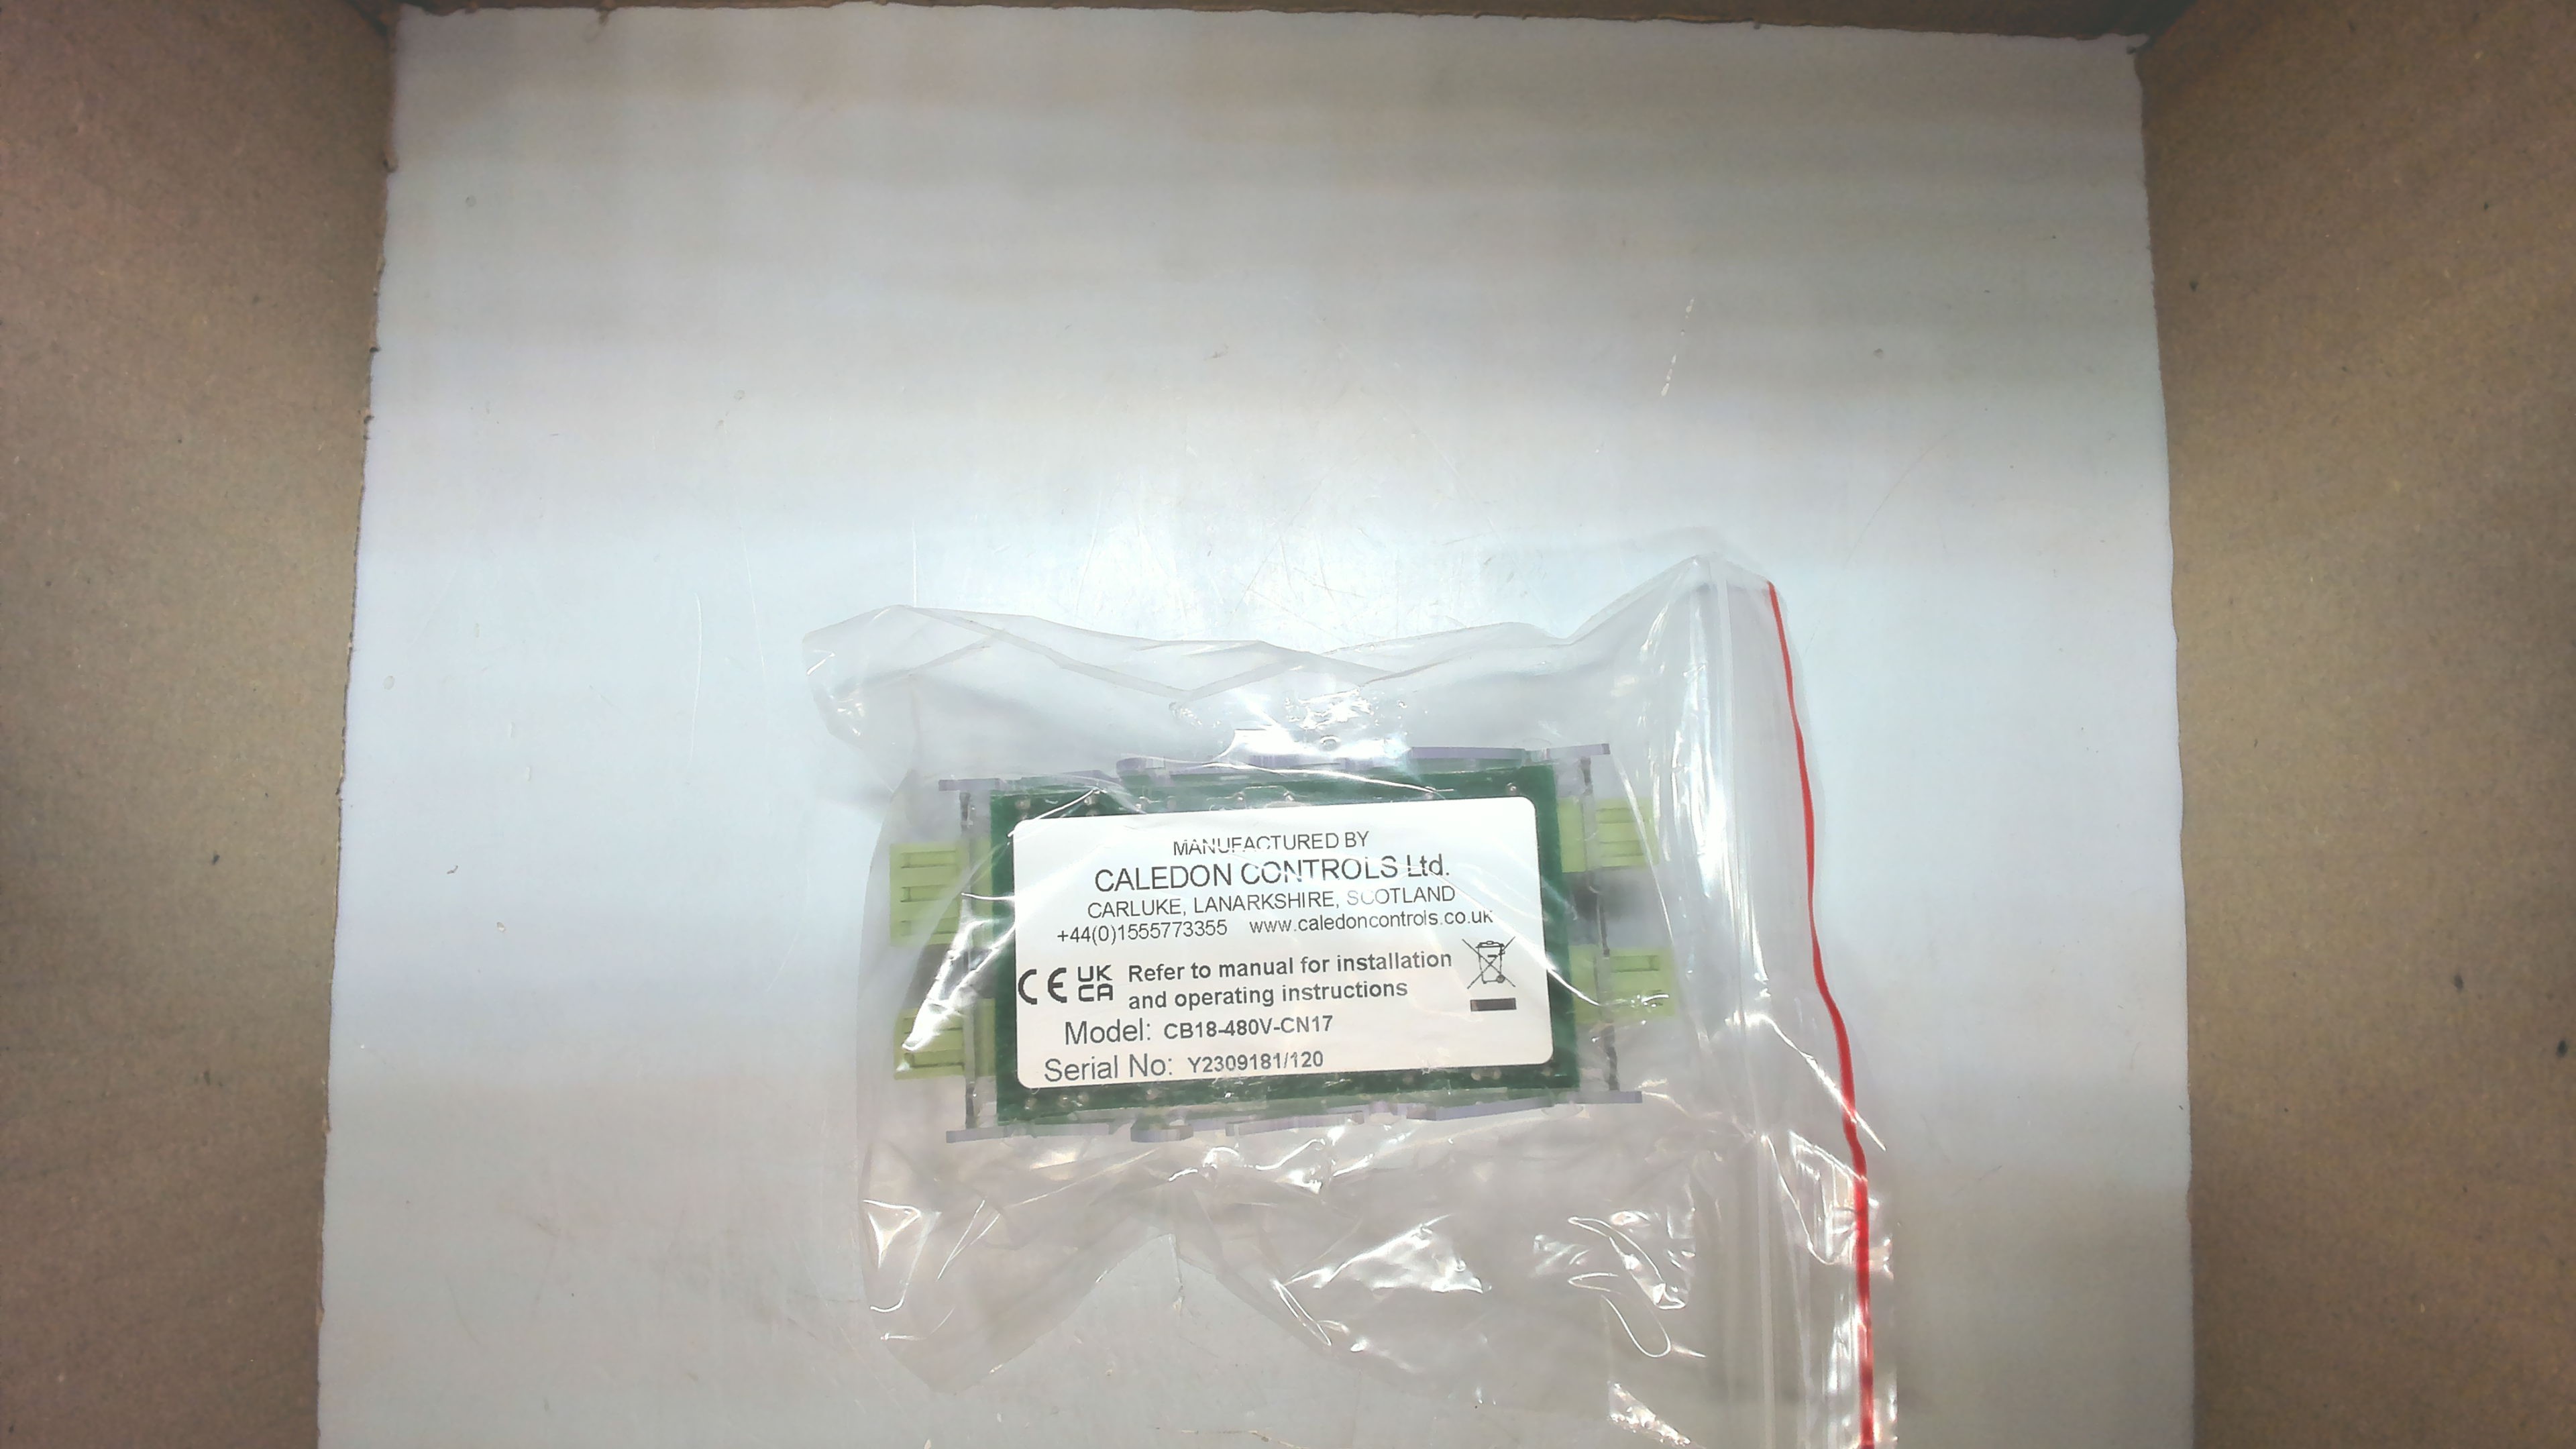 MANUFACTURED BY
CALEDON CONTROLS Ltd.
CARLUKE, LANARKSHIRE, SCOTLAND
+44(0)1555773355 www.caledoncontrols.co.uk
CE UK CA Refer to manual for installation
and operating instructions
Model: CB18-480V-CN17
Serial No: Y2309181/120